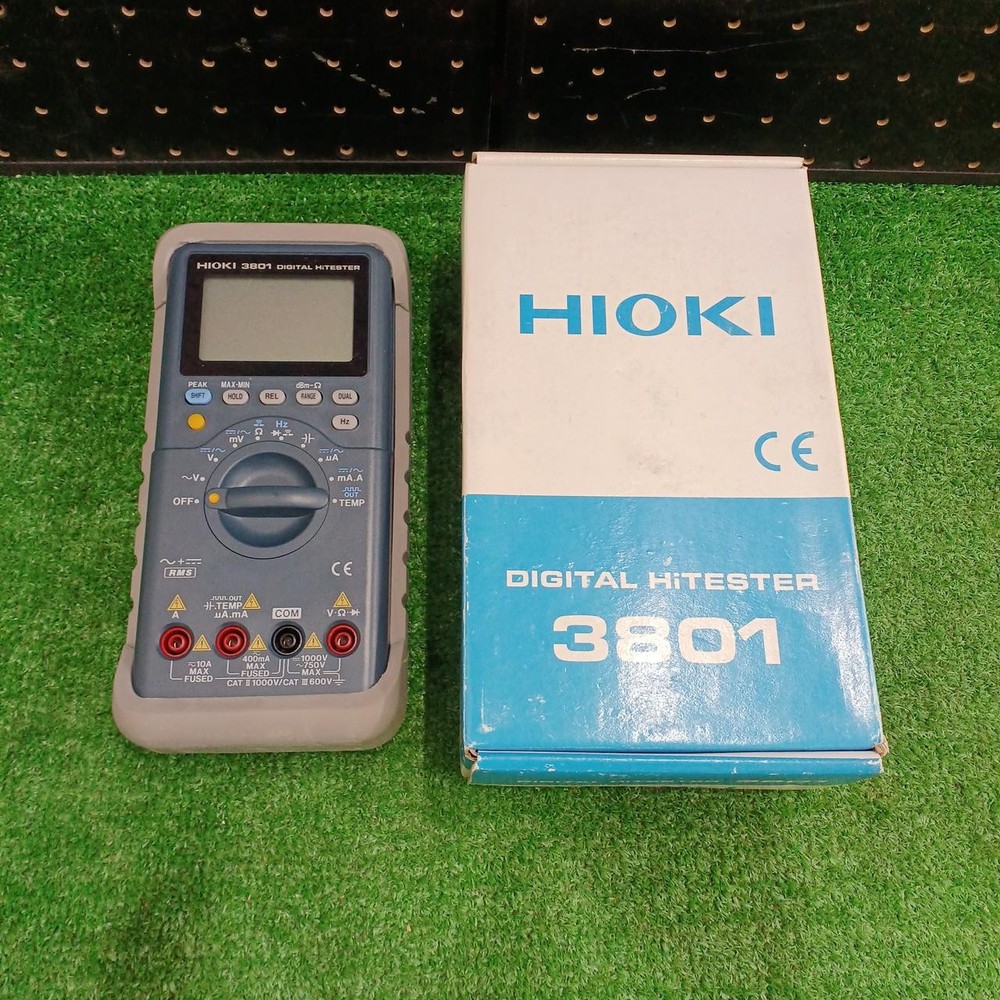 HIOKI 3801 DIGITAL HiTESTER
PEAK MAX·MIN dBm-Ω
SHIFT HOLD REL RANGE DUAL
Hz
Hz
mV Ω
V μA
~V mA.A
OUT
OFF TEMP
RMS
CE
OUT
TEMP
A μA.mA COM V·Ω
10A 400mA 1000V
MAX MAX ~750V
FUSED FUSED MAX
CAT II 1000V/CAT III 600V
HIOKI
CE
DIGITAL HiTESTER
3801